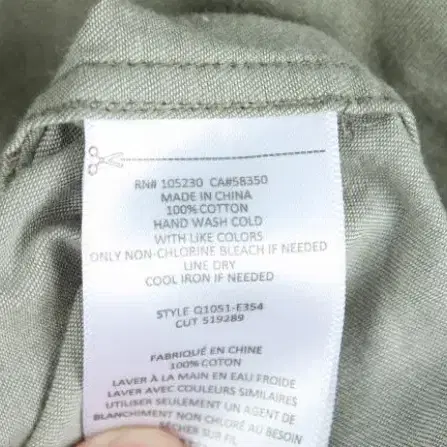 RN# 105230 CA#58350
MADE IN CHINA
100% COTTON
HAND WASH COLD
WITH LIKE COLORS
ONLY NON-CHLORINE BLEACH IF NEEDED
LINE DRY
COOL IRON IF NEEDED
STYLE Q1051-E354
CUT 519289
FABRIQUÉ EN CHINE
100% COTON
LAVER À LA MAIN EN EAU FROIDE
LAVER AVEC COULEURS SIMILAIRES
UTILISER SEULEMENT UN AGENT DE
BLANCHIMENT NON CHLORÉ AU BESOIN
SÉCHER SUR FIL